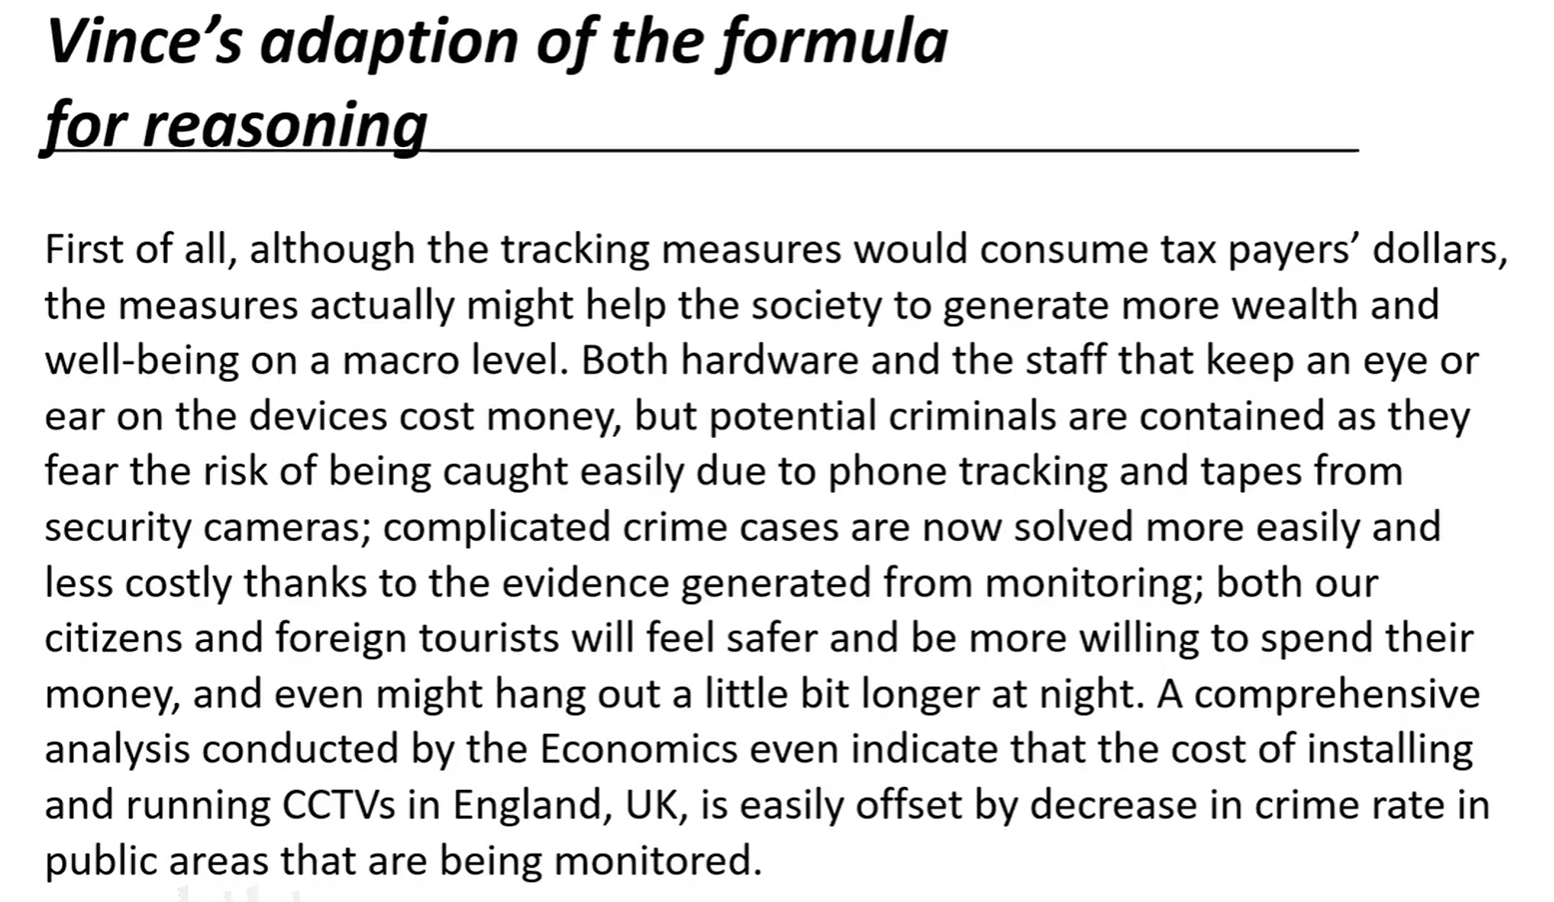 Vince’s adaption of the formula
for reasoning
First of all, although the tracking measures would consume tax payers’ dollars,
the measures actually might help the society to generate more wealth and
well-being on a macro level. Both hardware and the staff that keep an eye or
ear on the devices cost money, but potential criminals are contained as they
fear the risk of being caught easily due to phone tracking and tapes from
security cameras; complicated crime cases are now solved more easily and
less costly thanks to the evidence generated from monitoring; both our
citizens and foreign tourists will feel safer and be more willing to spend their
money, and even might hang out a little bit longer at night. A comprehensive
analysis conducted by the Economics even indicate that the cost of installing
and running CCTVs in England, UK, is easily offset by decrease in crime rate in
public areas that are being monitored.